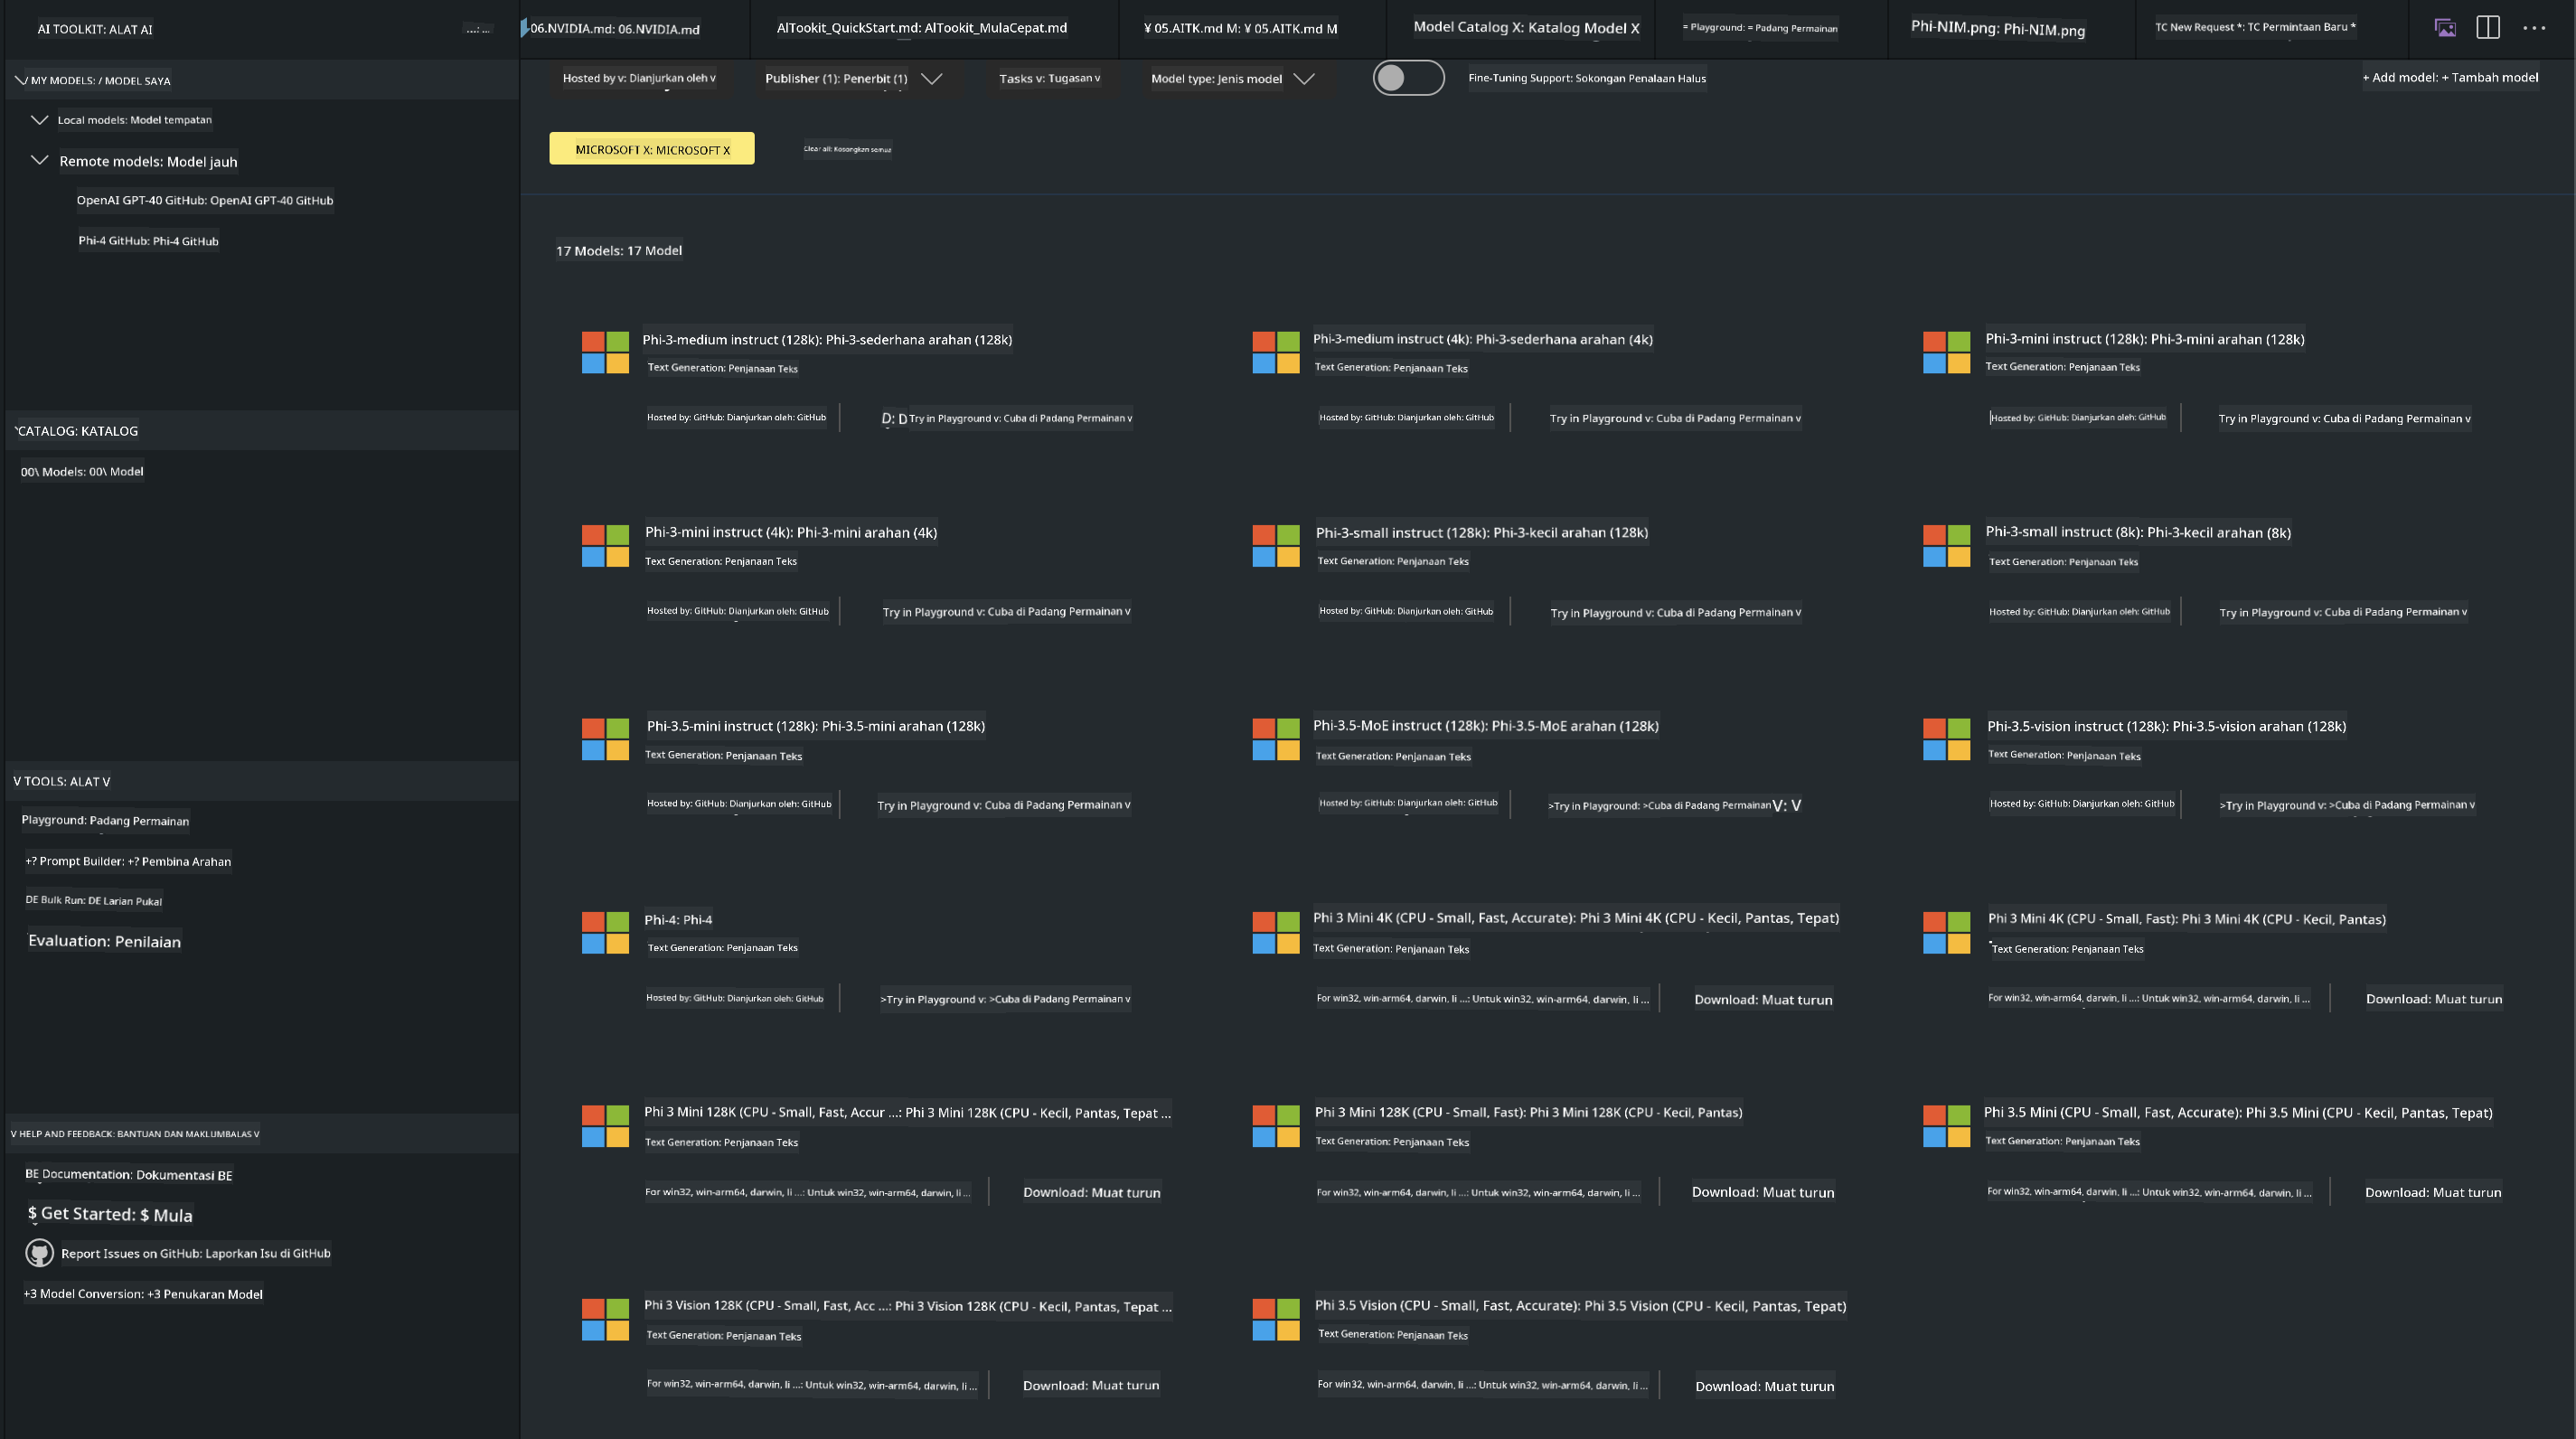 AI TOOLKIT: ALAT AI
06.NVIDIA.md: 06.NVIDIA.md
AlTookit_QuickStart.md: AlTookit_MulaCepat.md
¥ 05.AITK.md M: ¥ 05.AITK.md M
Model Catalog X: Katalog Model X
= Playground: = Padang Permainan
Phi-NIM.png: Phi-NIM.png
TC New Request *: TC Permintaan Baru *
MY MODELS: / MODEL SAYA
Local models: Model tempatan
Remote models: Model jauh
OpenAI GPT-40 GitHub: OpenAI GPT-40 GitHub
Phi-4 GitHub: Phi-4 GitHub
`CATALOG: KATALOG
00\ Models: 00\ Model
V TOOLS: ALAT V
Playground: Padang Permainan
+? Prompt Builder: +? Pembina Arahan
DE Bulk Run: DE Larian Pukal
Evaluation: Penilaian
V HELP AND FEEDBACK: BANTUAN DAN MAKLUMBALAS V
BE Documentation: Dokumentasi BE
$ Get Started: $ Mula
Report Issues on GitHub: Laporkan Isu di GitHub
+3 Model Conversion: +3 Penukaran Model
Hosted by v: Dianjurkan oleh v
Publisher (1): Penerbit (1)
Tasks v: Tugasan v
Model type: Jenis model
Fine-Tuning Support: Sokongan Penalaan Halus
+ Add model: + Tambah model
MICROSOFT X: MICROSOFT X
Clear all: Kosongkan semua
17 Models: 17 Model
Phi-3-medium instruct (128k): Phi-3-sederhana arahan (128k)
Text Generation: Penjanaan Teks
Hosted by: GitHub: Dianjurkan oleh: GitHub
D: D Try in Playground v: Cuba di Padang Permainan v
Phi-3-medium instruct (4k): Phi-3-sederhana arahan (4k)
Text Generation: Penjanaan Teks
Hosted by: GitHub: Dianjurkan oleh: GitHub
Try in Playground v: Cuba di Padang Permainan v
Phi-3-mini instruct (128k): Phi-3-mini arahan (128k)
Text Generation: Penjanaan Teks
Hosted by: GitHub: Dianjurkan oleh: GitHub
Try in Playground v: Cuba di Padang Permainan v
Phi-3-mini instruct (4k): Phi-3-mini arahan (4k)
Text Generation: Penjanaan Teks
Hosted by: GitHub: Dianjurkan oleh: GitHub
Try in Playground v: Cuba di Padang Permainan v
Phi-3-small instruct (128k): Phi-3-kecil arahan (128k)
Text Generation: Penjanaan Teks
Hosted by: GitHub: Dianjurkan oleh: GitHub
Try in Playground v: Cuba di Padang Permainan v
Phi-3-small instruct (8k): Phi-3-kecil arahan (8k)
Text Generation: Penjanaan Teks
Hosted by: GitHub: Dianjurkan oleh: GitHub
Try in Playground v: Cuba di Padang Permainan v
Phi-3.5-mini instruct (128k): Phi-3.5-mini arahan (128k)
Text Generation: Penjanaan Teks
Hosted by: GitHub: Dianjurkan oleh: GitHub
Try in Playground v: Cuba di Padang Permainan v
Phi-3.5-MoE instruct (128k): Phi-3.5-MoE arahan (128k)
Text Generation: Penjanaan Teks
Hosted by: GitHub: Dianjurkan oleh: GitHub
>Try in Playground: >Cuba di Padang Permainan V: V
Phi-3.5-vision instruct (128k): Phi-3.5-vision arahan (128k)
Text Generation: Penjanaan Teks
Hosted by: GitHub: Dianjurkan oleh: GitHub
>Try in Playground v: >Cuba di Padang Permainan v
Phi-4: Phi-4
Text Generation: Penjanaan Teks
Hosted by: GitHub: Dianjurkan oleh: GitHub
>Try in Playground v: >Cuba di Padang Permainan v
Phi 3 Mini 4K (CPU - Small, Fast, Accurate): Phi 3 Mini 4K (CPU - Kecil, Pantas, Tepat)
Text Generation: Penjanaan Teks
For win32, win-arm64, darwin, li ...: Untuk win32, win-arm64, darwin, li ...
Download: Muat turun
Phi 3 Mini 4K (CPU - Small, Fast): Phi 3 Mini 4K (CPU - Kecil, Pantas)
Text Generation: Penjanaan Teks
For win32, win-arm64, darwin, li ...: Untuk win32, win-arm64, darwin, li ...
Download: Muat turun
Phi 3 Mini 128K (CPU - Small, Fast, Accur ...: Phi 3 Mini 128K (CPU - Kecil, Pantas, Tepat ...
Text Generation: Penjanaan Teks
For win32, win-arm64, darwin, li ...: Untuk win32, win-arm64, darwin, li ...
Download: Muat turun
Phi 3 Mini 128K (CPU - Small, Fast): Phi 3 Mini 128K (CPU - Kecil, Pantas)
Text Generation: Penjanaan Teks
For win32, win-arm64, darwin, li ...: Untuk win32, win-arm64, darwin, li ...
Download: Muat turun
Phi 3.5 Mini (CPU - Small, Fast, Accurate): Phi 3.5 Mini (CPU - Kecil, Pantas, Tepat)
Text Generation: Penjanaan Teks
For win32, win-arm64, darwin, li ...: Untuk win32, win-arm64, darwin, li ...
Download: Muat turun
Phi 3 Vision 128K (CPU - Small, Fast, Acc ...: Phi 3 Vision 128K (CPU - Kecil, Pantas, Tepat ...
Text Generation: Penjanaan Teks
For win32, win-arm64, darwin, li ...: Untuk win32, win-arm64, darwin, li ...
Download: Muat turun
Phi 3.5 Vision (CPU - Small, Fast, Accurate): Phi 3.5 Vision (CPU - Kecil, Pantas, Tepat)
Text Generation: Penjanaan Teks
For win32, win-arm64, darwin, li ...: Untuk win32, win-arm64, darwin, li ...
Download: Muat turun